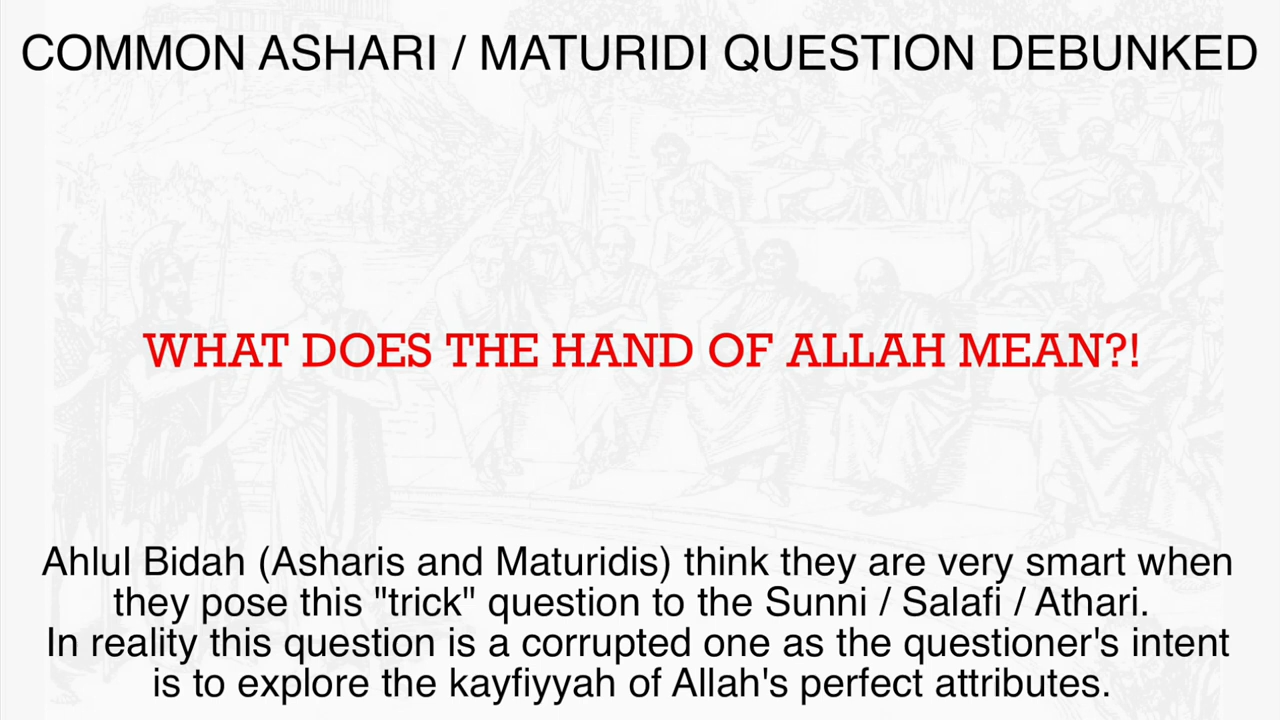 COMMON ASHARI / MATURIDI QUESTION DEBUNKED
WHAT DOES THE HAND OF ALLAH MEAN?!
Ahlul Bidah (Asharis and Maturidis) think they are very smart when
they pose this "trick" question to the Sunni / Salafi / Athari.
In reality this question is a corrupted one as the questioner's intent
is to explore the kayfiyyah of Allah's perfect attributes.